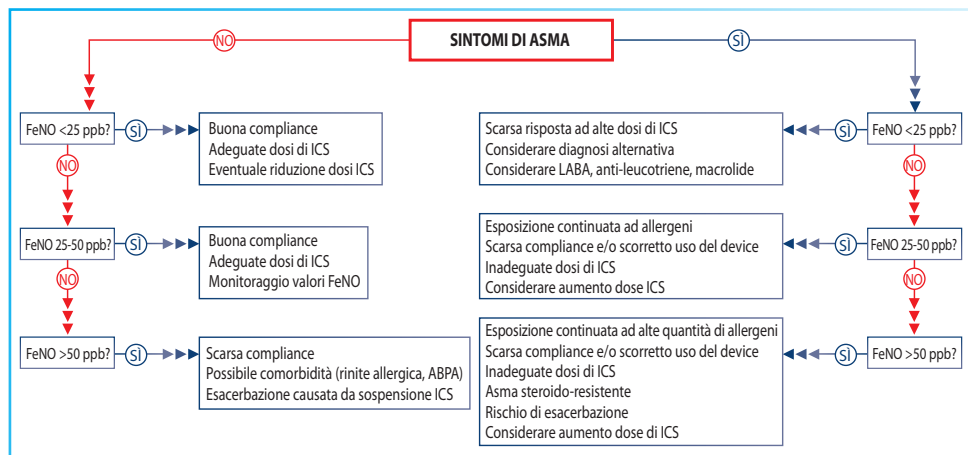 SINTOMI DI ASMA
NO
SÌ
FeNO <25 ppb?
SÌ
Buona compliance
Adeguate dosi di ICS
Eventuale riduzione dosi ICS
NO
FeNO 25-50 ppb?
SÌ
Buona compliance
Adeguate dosi di ICS
Monitoraggio valori FeNO
NO
FeNO >50 ppb?
SÌ
Scarsa compliance
Possibile comorbidità (rinite allergica, ABPA)
Esacerbazione causata da sospensione ICS
Scarsa risposta ad alte dosi di ICS
Considerare diagnosi alternativa
Considerare LABA, anti-leucotriene, macrolide
SÌ
FeNO <25 ppb?
NO
Esposizione continuata ad allergeni
Scarsa compliance e/o scorretto uso del device
Inadeguate dosi di ICS
Considerare aumento dose ICS
SÌ
FeNO 25-50 ppb?
NO
Esposizione continuata ad alte quantità di allergeni
Scarsa compliance e/o scorretto uso del device
Inadeguate dosi di ICS
Asma steroido-resistente
Rischio di esacerbazione
Considerare aumento dose di ICS
SÌ
FeNO >50 ppb?